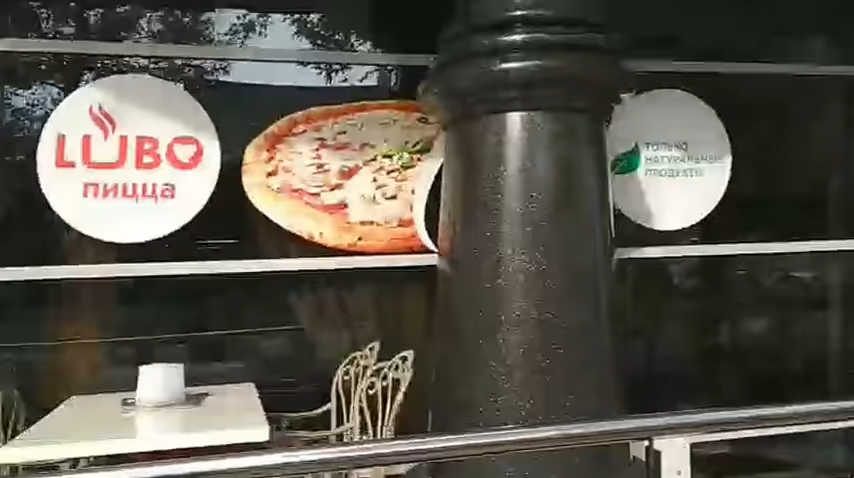 LUBO
пицца
ТОЛЬКО
НАТУРАЛЬНЫЕ
ПРОДУКТЫ